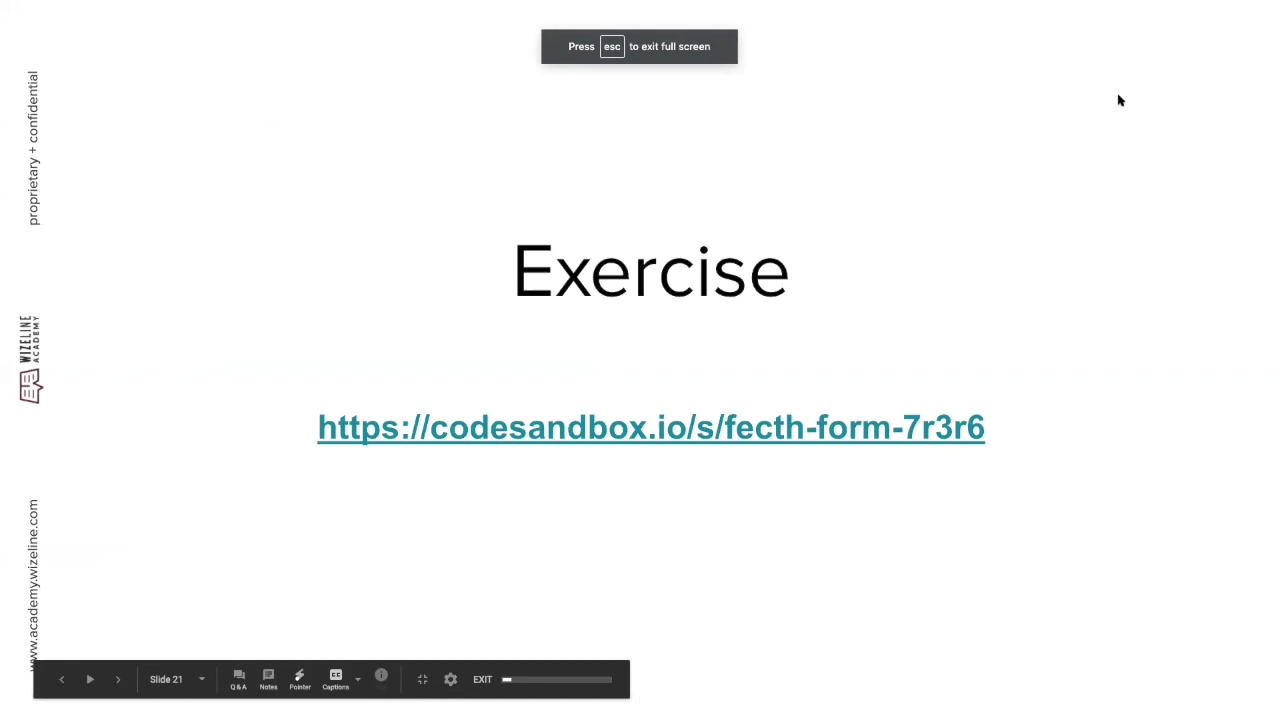 Press esc to exit full screen
proprietary + confidential
Exercise
WIZELINE
ACADEMY
https://codesandbox.io/s/fecth-form-7r3r6
www.academy.wizeline.com
Slide 21
Q&A
Notes
Pointer
CC
Captions
EXIT